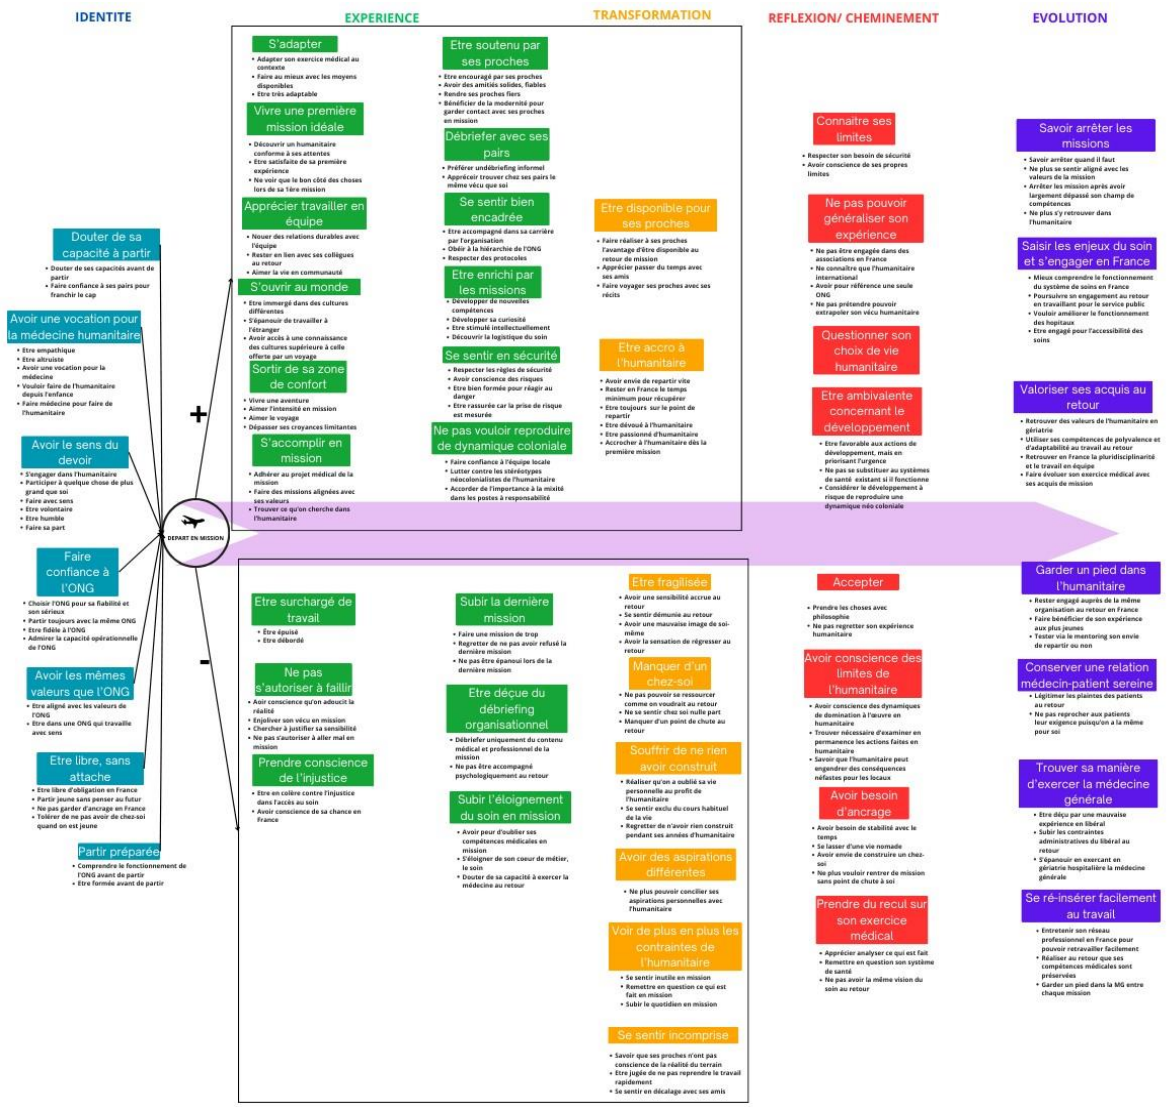 IDENTITE
EXPERIENCE
TRANSFORMATION
REFLEXION/ CHEMINEMENT
EVOLUTION
Douter de sa
capacité à partir
• Douter de ses capacités avant de
partir
• Faire confiance à ses pairs pour
franchir le cap
Avoir une vocation pour
la médecine humanitaire
• Etre empathique
• Etre altruiste
• Avoir une vocation pour la
médecine
• Vouloir faire de l'humanitaire
depuis l'enfance
• Faire médecine pour faire de
l'humanitaire
Avoir le sens du
devoir
• S'engager dans l'humanitaire
• Participer à quelque chose de plus
grand que soi
• Faire avec sens
• Etre volontaire
• Etre humble
• Faire sa part
Faire
confiance à
l'ONG
• Choisir l'ONG pour sa fiabilité et
son sérieux
• Partir toujours avec la même ONG
• Etre fidèle à l'ONG
• Admirer la capacité opérationnelle
de l'ONG
Avoir les mêmes
valeurs que l'ONG
• Etre aligné avec les valeurs de
l'ONG
• Etre dans une ONG qui travaille
avec sens
Etre libre, sans
attache
• Etre libre d'obligation en France
• Partir jeune sans penser au futur
• Ne pas garder d'ancrage en France
• Tolérer de ne pas avoir de chez-soi
quand on est jeune
Partir préparée
• Comprendre le fonctionnement de
l'ONG avant de partir
• Etre formée avant de partir
+
DEPART EN MISSION
-
S'adapter
• Adapter son exercice médical au
contexte
• Faire au mieux avec les moyens
disponibles
• Etre très adaptable
Vivre une première
mission idéale
• Découvrir un humanitaire
conforme à ses attentes
• Etre satisfaite de sa première
expérience
• Ne voir que le bon côté des choses
lors de sa 1ère mission
Apprécier travailler en
équipe
• Nouer des relations durables avec
l'équipe
• Rester en lien avec ses collègues
au retour
• Aimer la vie en communauté
S'ouvrir au monde
• Etre immergé dans des cultures
différentes
• S'épanouir de travailler à
l'étranger
• Avoir accès à une connaissance
des cultures supérieure à celle
offerte par un voyage
Sortir de sa zone
de confort
• Vivre une aventure
• Aimer l'intensité en mission
• Aimer le voyage
• Dépasser ses croyances limitantes
S'accomplir en
mission
• Adhérer au projet médical de la
mission
• Faire des missions alignées avec
ses valeurs
• Trouver ce qu'on cherche dans
l'humanitaire
Etre soutenu par
ses proches
• Etre encouragé par ses proches
• Avoir des amitiés solides, fiables
• Rendre ses proches fiers
• Bénéficier de la modernité pour
garder contact avec ses proches
en mission
Débriefer avec ses
pairs
• Préférer undébriefing informel
• Apprécier trouver chez ses pairs le
même vécu que soi
Se sentir bien
encadrée
• Etre accompagné dans sa carrière
par l'organisation
• Obéir à la hiérarchie de l'ONG
• Respecter des protocoles
Etre enrichi par
les missions
• Développer de nouvelles
compétences
• Développer sa curiosité
• Etre stimulé intellectuellement
• Découvrir la logistique du soin
Se sentir en sécurité
• Respecter les règles de sécurité
• Avoir conscience des risques
• Etre bien formée pour réagir au
danger
• Etre rassurée car la prise de risque
est mesurée
Ne pas vouloir reproduire
de dynamique coloniale
• Faire confiance à l'équipe locale
• Lutter contre les stéréotypes
néocolonialistes de l'humanitaire
• Accorder de l'importance à la mixité
dans les postes à responsabilité
Etre disponible pour
ses proches
• Faire réaliser à ses proches
l'avantage d'être disponible au
retour de mission
• Apprécier passer du temps avec
ses amis
• Faire voyager ses proches avec ses
récits
Etre accro à
l'humanitaire
• Avoir envie de repartir vite
• Rester en France le temps
minimum pour récupérer
• Etre toujours sur le point de
repartir
• Etre dévoué à l'humanitaire
• Etre passionné d'humanitaire
• Accrocher à l'humanitaire dès la
première mission
Connaître ses
limites
• Respecter son besoin de sécurité
• Avoir conscience de ses propres
limites
Ne pas pouvoir
généraliser son
expérience
• Ne pas être engagée dans des
associations en France
• Ne connaître que l'humanitaire
international
• Avoir pour référence une seule
ONG
• Ne pas prétendre pouvoir
extrapoler son vécu humanitaire
Questionner son
choix de vie
humanitaire
Etre ambivalente
concernant le
développement
• Etre favorable aux actions de
développement, mais en
priorisant l'urgence
• Ne pas se substituer au systèmes
de santé existant si il fonctionne
• Considérer le développement à
risque de reproduire une
dynamique néo coloniale
Savoir arrêter les
missions
• Savoir arrêter quand il faut
• Ne plus se sentir aligné avec les
valeurs de la mission
• Arrêter les mission après avoir
largement dépassé son champ de
compétences
• Ne plus s'y retrouver dans
l'humanitaire
Saisir les enjeux du soin
et s'engager en France
• Mieux comprendre le fonctionnement
du système de soins en France
• Poursuivre sn engagement au retour
en travaillant pour le service public
• Vouloir améliorer le fonctionnement
des hopitaux
• Etre engagé pour l'accessibilité des
soins
Valoriser ses acquis au
retour
• Retrouver des valeurs de l'humanitaire en
gériatrie
• Utiliser ses compétences de polyvalence et
d'adaptabilité au travail au retour
• Retrouver en France la pluridisciplinarité
et le travail en équipe
• Faire évoluer son exercice médical avec
ses acquis de mission
Etre surchargé de
travail
• Être épuisé
• Etre débordé
Ne pas
s'autoriser à faillir
• Aoir conscience qu'on adoucit la
réalité
• Enjoliver son vécu en mission
• Chercher à justifier sa sensibilité
• Ne pas s'autoriser à aller mal en
mission
Prendre conscience
de l'injustice
• Etre en colère contre l'injustice
dans l'accès au soin
• Avoir conscience de sa chance en
France
Subir la dernière
mission
• Faire une mission de trop
• Regretter de ne pas avoir refusé la
dernière mission
• Ne pas être épanoui lors de la
dernière mission
Etre déçue du
débriefing
organisationnel
• Débriefer uniquement du contenu
médical et professionnel de la
mission
• Ne pas être accompagné
psychologiquement au retour
Subir l'éloignement
du soin en mission
• Avoir peur d'oublier ses
compétences médicales en
mission
• S'éloigner de son coeur de métier,
le soin
• Douter de sa capacité à exercer la
médecine au retour
Etre fragilisée
• Avoir une sensibilité accrue au
retour
• Se sentir démunie au retour
• Avoir une mauvaise image de soi-
même
• Avoir la sensation de régresser au
retour
Manquer d'un
chez-soi
• Ne pas pouvoir se ressourcer
comme on voudrait au retour
• Ne se sentir chez soi nulle part
• Manquer d'un point de chute au
retour
Souffrir de ne rien
avoir construit
• Réaliser qu'on a oublié sa vie
personnelle au profit de
l'humanitaire
• Se sentir exclu du cours habituel
de la vie
• Regretter de n'avoir rien construit
pendant ses années d'humanitaire
Avoir des aspirations
différentes
• Ne plus pouvoir concilier ses
aspirations personnelles avec
l'humanitaire
Voir de plus en plus les
contraintes de
l'humanitaire
• Se sentir inutile en mission
• Remettre en question ce qui est
fait en mission
• Subir le quotidien en mission
Se sentir incomprise
• Savoir que ses proches n'ont pas
conscience de la réalité du terrain
• Etre jugée de ne pas reprendre le travail
rapidement
• Se sentir en décalage avec ses amis
Accepter
• Prendre les choses avec
philosophie
• Ne pas regretter son expérience
humanitaire
Avoir conscience des
limites de
l'humanitaire
• Avoir conscience des dynamiques
de domination à l'œuvre en
humanitaire
• Trouver nécessaire d'examiner en
permanence les actions faites en
humanitaire
• Savoir que l'humanitaire peut
engendrer des conséquences
néfastes pour les locaux
Avoir besoin
d'ancrage
• Avoir besoin de stabilité avec le
temps
• Se lasser d'une vie nomade
• Avoir envie de construire un chez-
soi
• Ne plus vouloir rentrer de mission
sans point de chute à soi
Prendre du recul sur
son exercice
médical
• Apprécier analyser ce qui est fait
• Remettre en question son système
de santé
• Ne pas avoir la même vision du
soin au retour
Garder un pied dans
l'humanitaire
• Rester engagé auprès de la même
organisation au retour en France
• Faire bénéficier de son expérience
aux plus jeunes
• Tester via le mentoring son envie
de repartir ou non
Conserver une relation
médecin-patient sereine
• Légitimer les plaintes des patients
au retour
• Ne pas reprocher aux patients
leur exigence puisqu'on a la même
pour soi
Trouver sa manière
d'exercer la médecine
générale
• Etre déçu par une mauvaise
expérience en libéral
• Subir les contraintes
administratives du libéral au
retour
• S'épanouir en exercant en
gériatrie hospitalière la médecine
générale
Se ré-insérer facilement
au travail
• Entretenir son réseau
professionnel en France pour
pouvoir retravailler facilement
• Réaliser au retour que ses
compétences médicales sont
préservées
• Garder un pied dans la MG entre
chaque mission